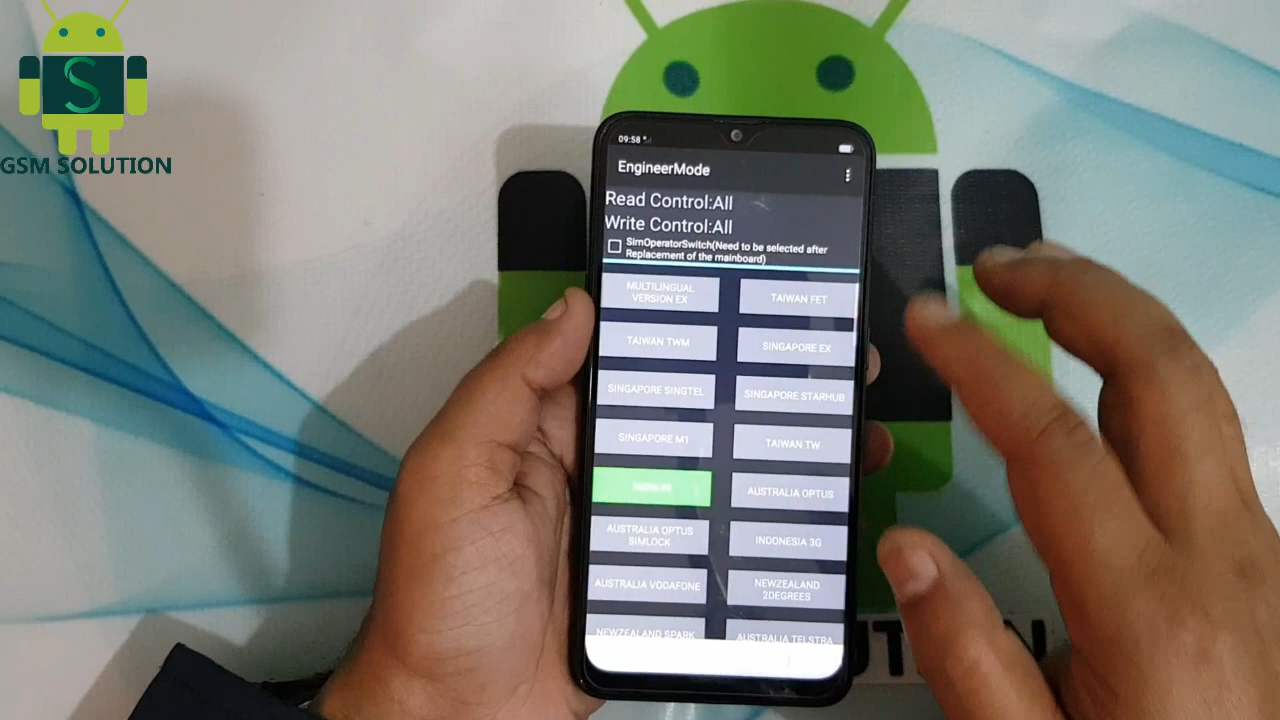 GSM SOLUTION
09:58
EngineerMode
Read Control:All
Write Control:All
SimOperatorSwitch(Need to be selected after
Replacement of the mainboard)
MULTILINGUAL
VERSION EX
TAIWAN FET
TAIWAN TWM
SINGAPORE EX
SINGAPORE SINGTEL
SINGAPORE STARHUB
SINGAPORE M1
TAIWAN TW
AUSTRALIA OPTUS
AUSTRALIA OPTUS
SIMLOCK
INDONESIA 3G
AUSTRALIA VODAFONE
NEWZEALAND
2DEGREES
NEWZEALAND SPARK
AUSTRALIA TELSTRA